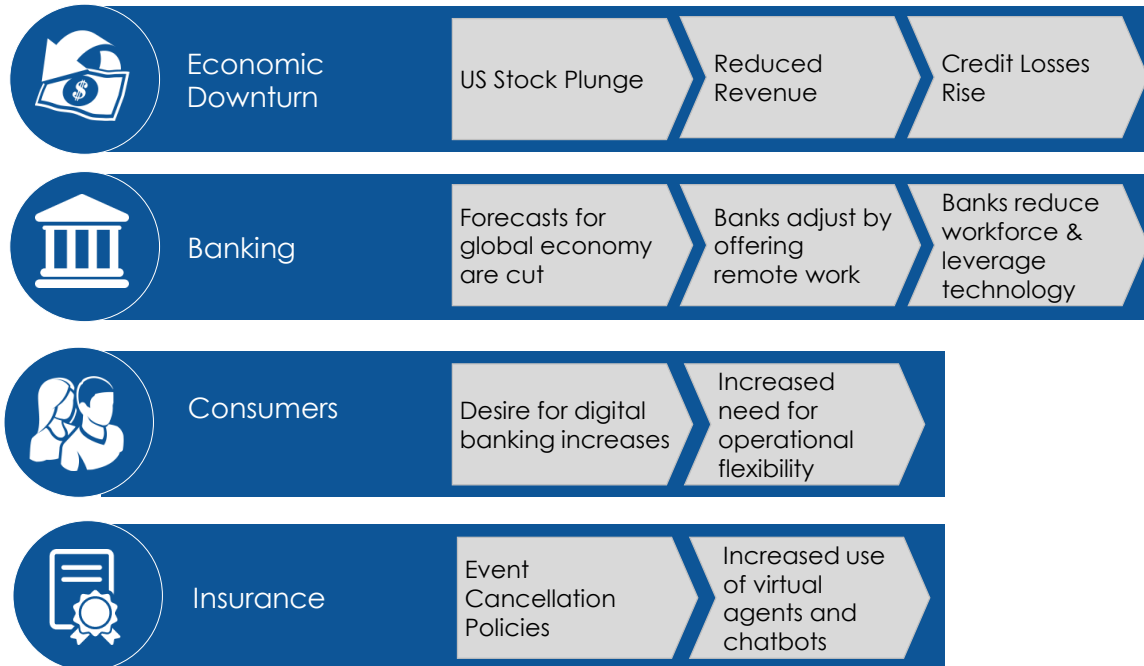 Economic
Downturn
US Stock Plunge
Reduced
Revenue
Credit Losses
Rise
Banking
Forecasts for
global economy
are cut
Banks adjust by
offering
remote work
Banks reduce
workforce &
leverage
technology
Consumers
Desire for digital
banking increases
Increased
need for
operational
flexibility
Insurance
Event
Cancellation
Policies
Increased use
of virtual
agents and
chatbots